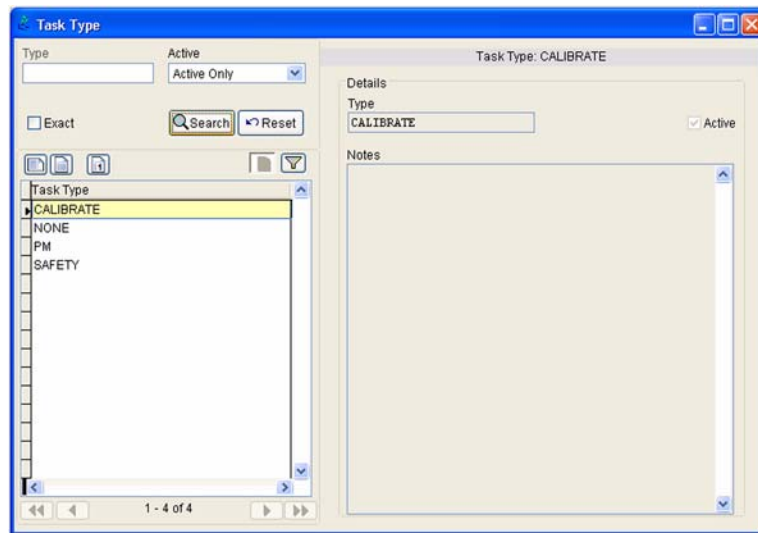 Task Type
Type
Active
Active Only
Exact
Search
Reset
Task Type
CALIBRATE
NONE
PM
SAFETY
1 - 4 of 4
Task Type: CALIBRATE
Details
Type
CALIBRATE
Active
Notes